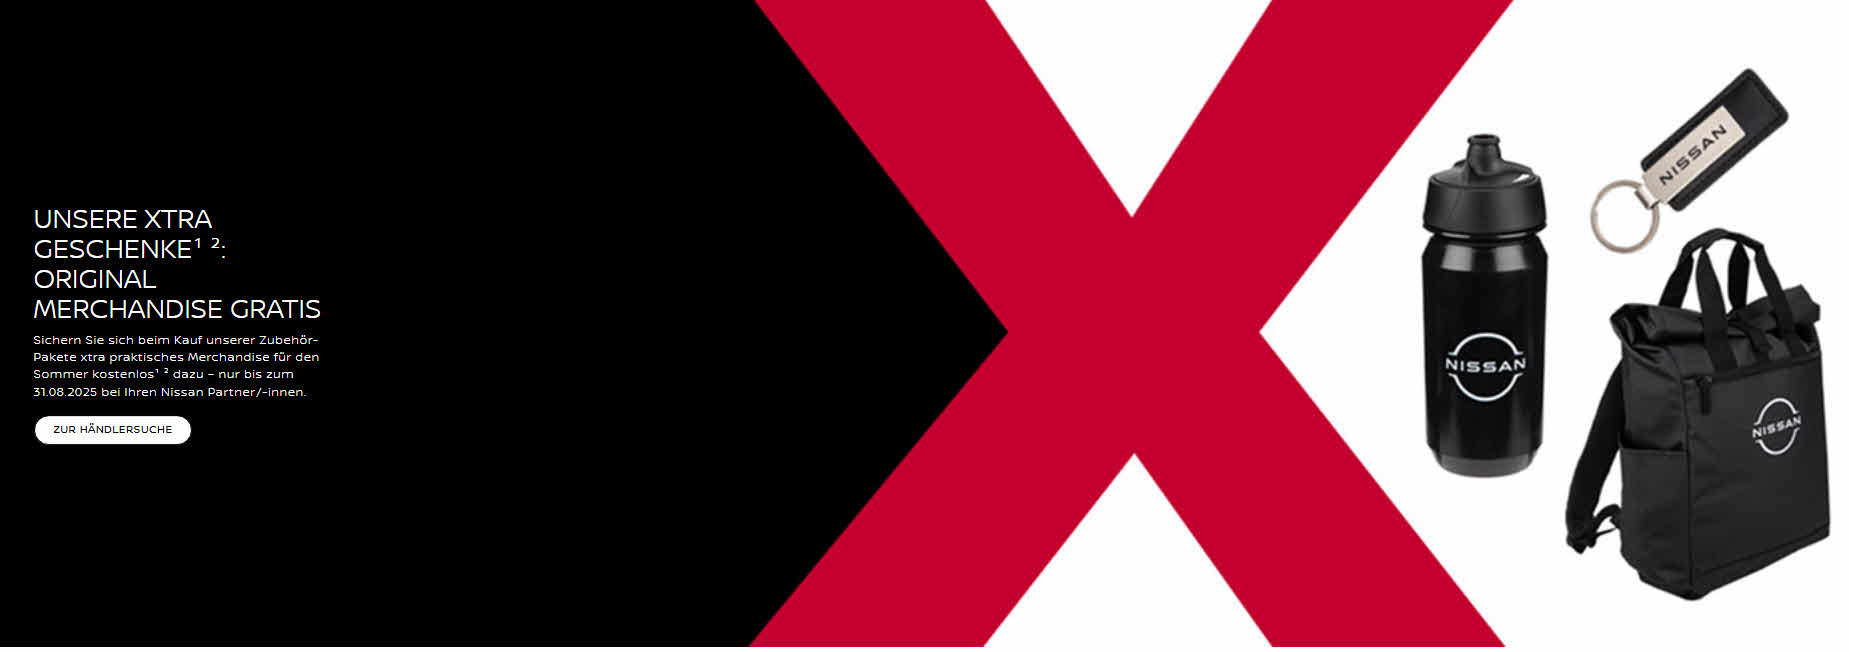 UNSERE XTRA
GESCHENKE¹ ²:
ORIGINAL
MERCHANDISE GRATIS
Sichern Sie sich beim Kauf unserer Zubehör-
Pakete xtra praktisches Merchandise für den
Sommer kostenlos¹ ² dazu – nur bis zum
31.08.2025 bei Ihren Nissan Partner/-innen.
ZUR HÄNDLERSUCHE
NISSAN
NISSAN
NISSAN